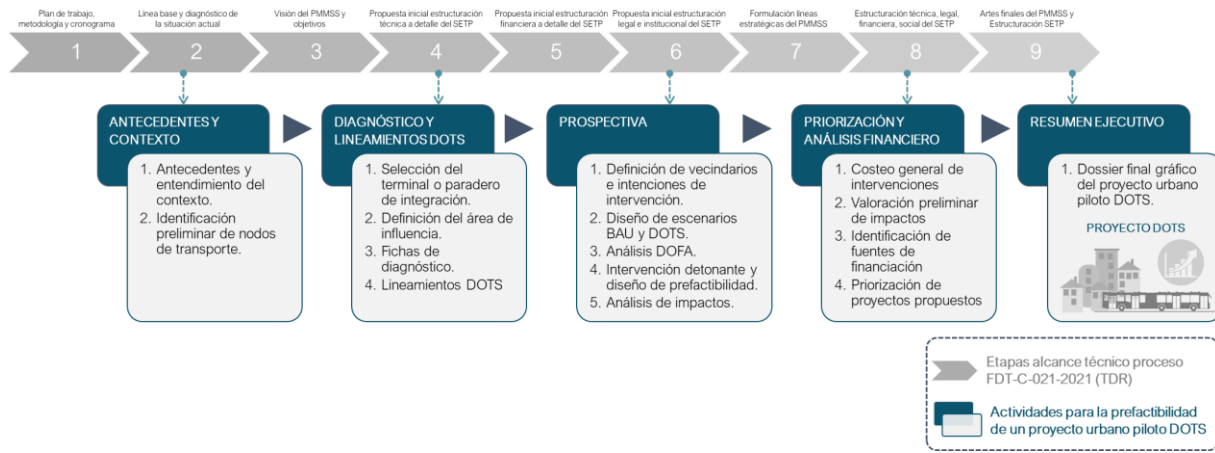 Plan de trabajo,
metodología y cronograma
Línea base y diagnóstico de
la situación actual
Visión del PMMSS y
objetivos
Propuesta inicial estructura
técnica a detalle del SETP
Propuesta inicial estructura
financiera a detalle del SETP
Propuesta inicial estructura
legal e institucional del SETP
Formulación líneas
estratégicas del PMMSS
Estructuración técnica, legal,
financiera, social del SETP
Artes finales del PMMSS y
Estructuración SETP
1
2
3
4
5
6
7
8
9
ANTECEDENTES Y
CONTEXTO
1. Antecedentes y
entendimiento del
contexto.
2. Identificación
preliminar de nodos
de transporte.
DIAGNÓSTICO Y
LINEAMIENTOS DOTS
1. Selección del
terminal o paradero
de integración.
2. Definición del área de
influencia.
3. Fichas de
diagnóstico.
4. Lineamientos DOTS
PROSPECTIVA
1. Definición de vecindarios
e intenciones de
intervención.
2. Diseño de escenarios
BAU y DOTS.
3. Análisis DOFA.
4. Intervención detonante y
diseño de prefactibilidad.
5. Análisis de impactos.
PRIORIZACIÓN Y
ANÁLISIS FINANCIERO
1. Costeo general de
intervenciones
2. Valoración preliminar
de impactos
3. Identificación de
fuentes de
financiación
4. Priorización de
proyectos propuestos
RESUMEN EJECUTIVO
1. Dossier final gráfico
del proyecto urbano
piloto DOTS.
PROYECTO DOTS
Etapas alcance técnico proceso
FDT-C-021-2021 (TDR)
Actividades para la prefactibilidad
de un proyecto urbano piloto DOTS